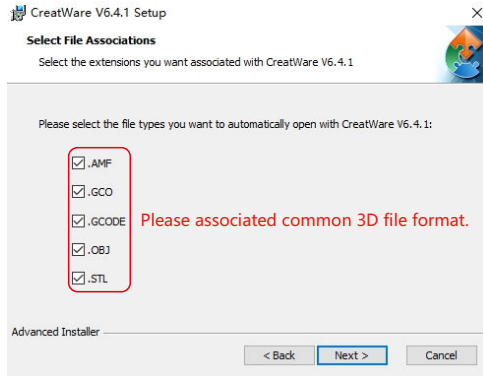 CreatWare V6.4.1 Setup
Select File Associations
Select the extensions you want associated with CreatWare V6.4.1
Please select the file types you want to automatically open with CreatWare V6.4.1:
.AMF
.GCO
.GCODE
Please associated common 3D file format.
.OBJ
.STL
Advanced Installer
< Back Next > Cancel